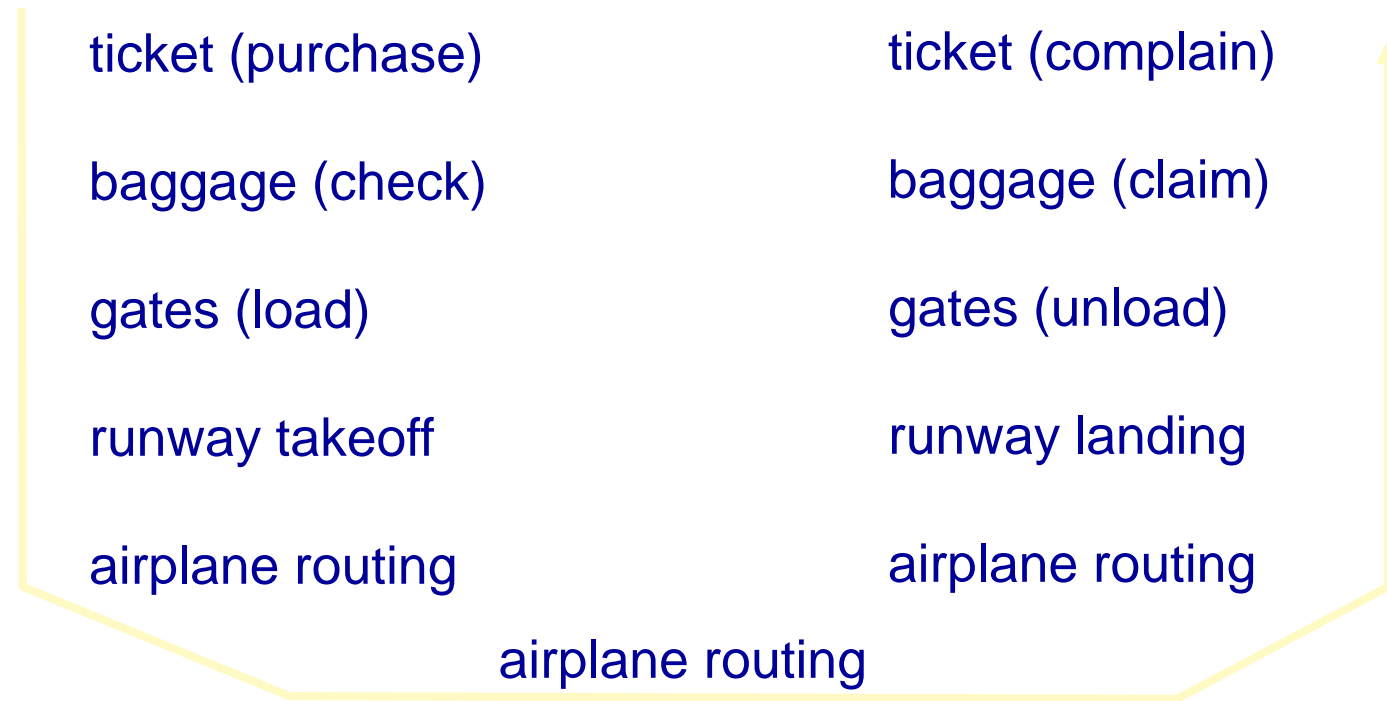 ticket (purchase)
baggage (check)
gates (load)
runway takeoff
airplane routing
ticket (complain)
baggage (claim)
gates (unload)
runway landing
airplane routing
airplane routing